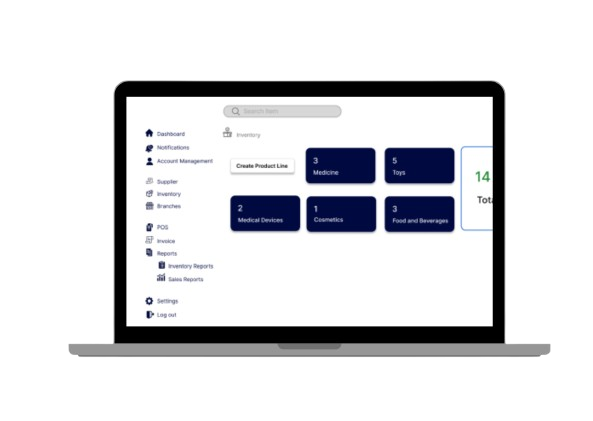 Search Item
Dashboard
Notifications
Account Management
Supplier
Inventory
Branches
POS
Invoice
Reports
Inventory Reports
Sales Reports
Settings
Log out
Inventory
Create Product Line
3
Medicine
5
Toys
2
Medical Devices
1
Cosmetics
3
Food and Beverages
14
Tota